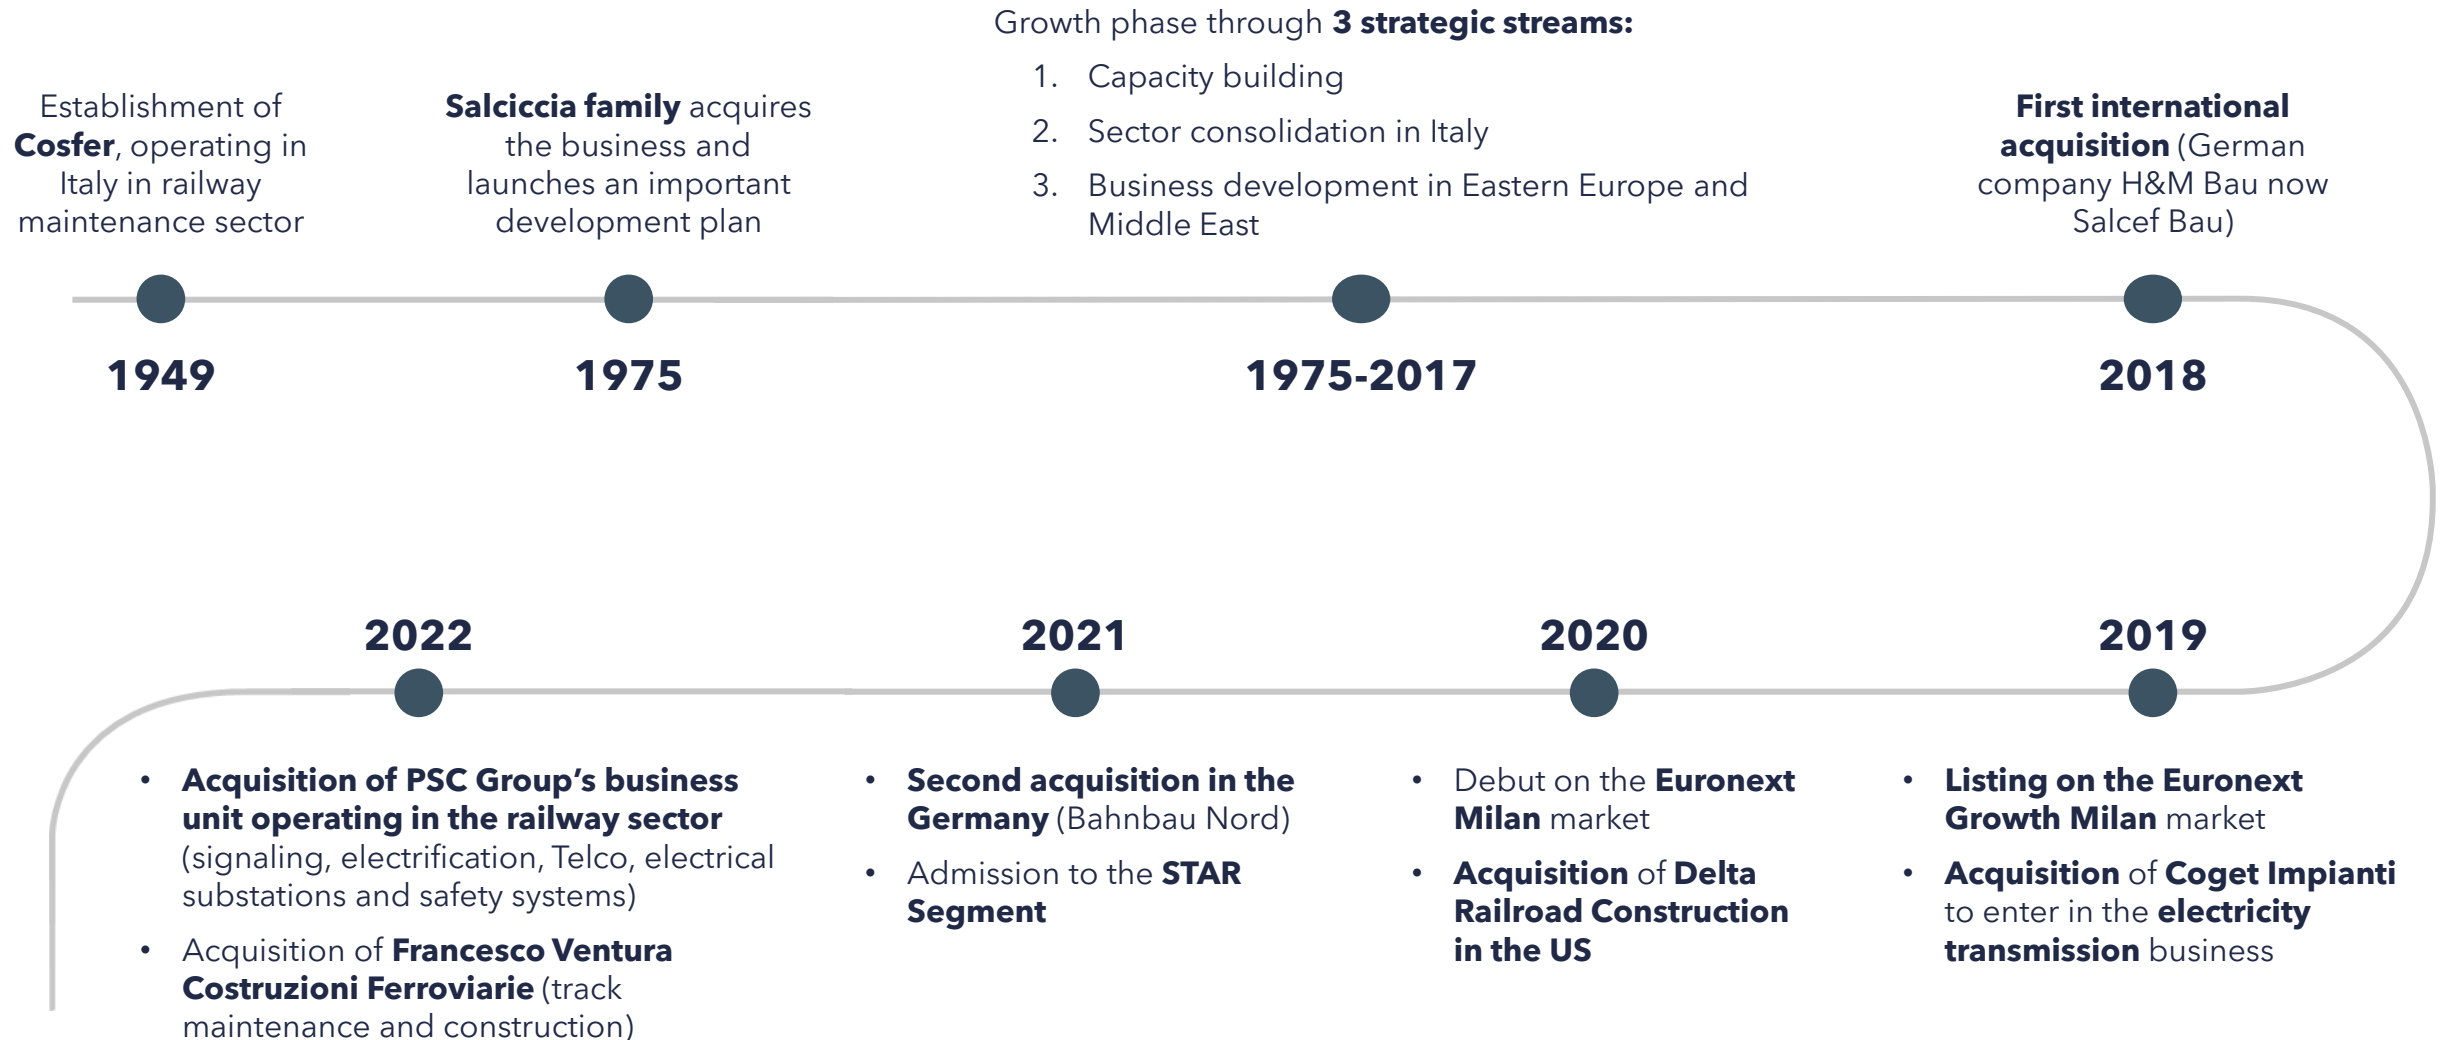 Growth phase through 3 strategic streams:
1. Capacity building
2. Sector consolidation in Italy
3. Business development in Eastern Europe and
Middle East
Establishment of
Cosfer, operating in
Italy in railway
maintenance sector
Salciccia family acquires
the business and
launches an important
development plan
First international
acquisition (German
company H&M Bau now
Salcef Bau)
1949
1975
1975-2017
2018
2022
2021
2020
2019
• Acquisition of PSC Group’s business
unit operating in the railway sector
(signaling, electrification, Telco, electrical
substations and safety systems)
• Acquisition of Francesco Ventura
Costruzioni Ferroviarie (track
maintenance and construction)
• Second acquisition in the
Germany (Bahnbau Nord)
• Admission to the STAR
Segment
• Debut on the Euronext
Milan market
• Acquisition of Delta
Railroad Construction
in the US
• Listing on the Euronext
Growth Milan market
• Acquisition of Coget Impianti
to enter in the electricity
transmission business